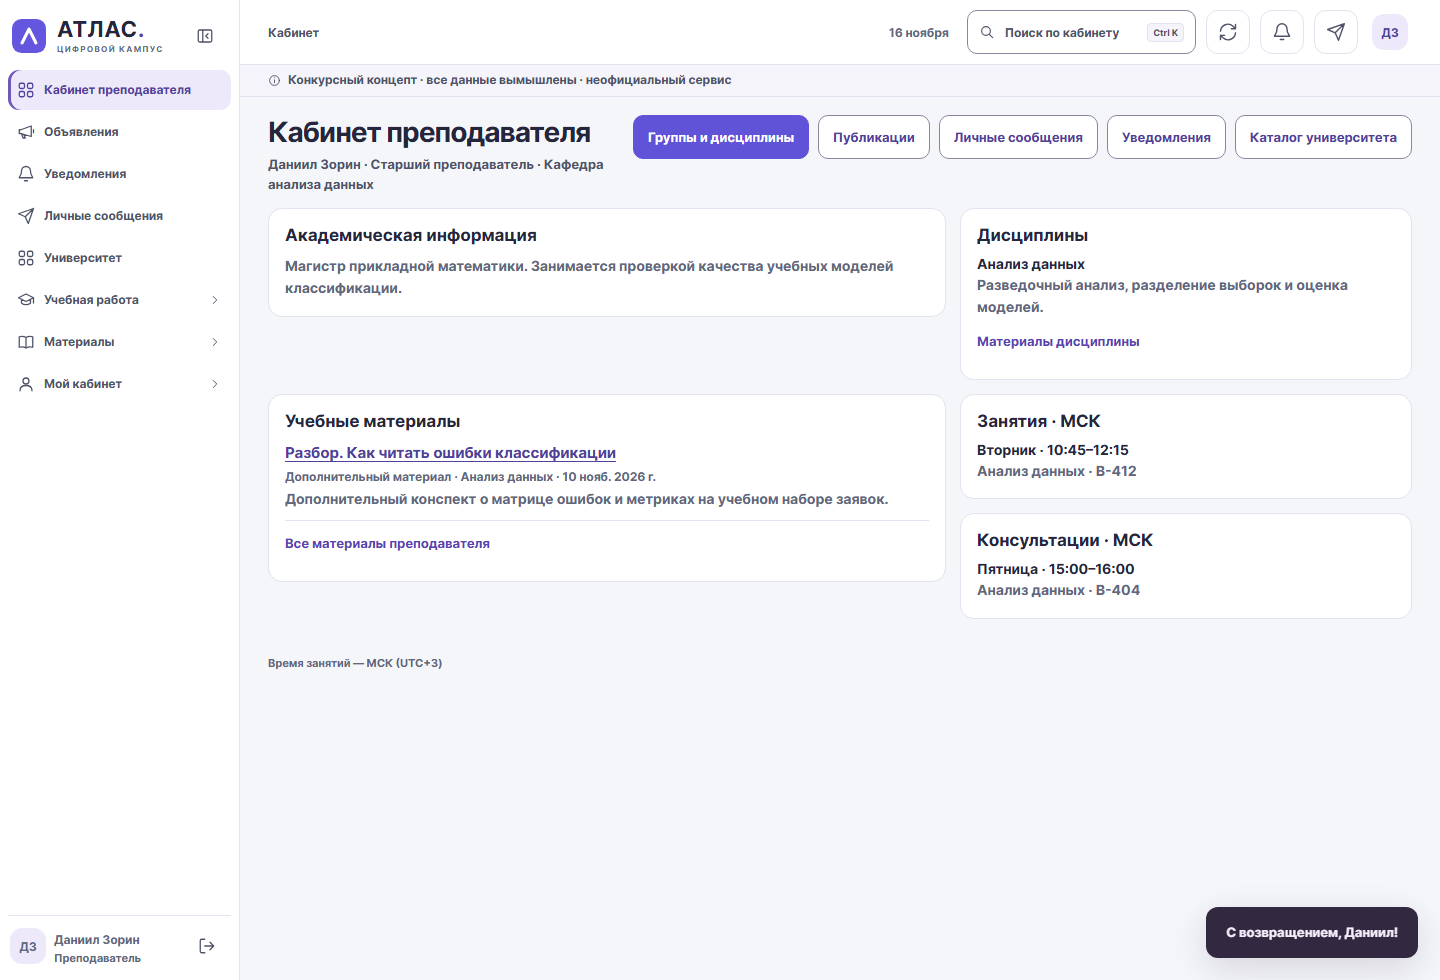 АТЛАС.
ЦИФРОВОЙ КАМПУС
Кабинет преподавателя
Объявления
Уведомления
Личные сообщения
Университет
Учебная работа
Материалы
Мой кабинет
ДЗ
Даниил Зорин
Преподаватель
Кабинет
16 ноября
Поиск по кабинету
Ctrl K
ДЗ
Конкурсный концепт · все данные вымышлены · неофициальный сервис
Кабинет преподавателя
Даниил Зорин · Старший преподаватель · Кафедра
анализа данных
Группы и дисциплины
Публикации
Личные сообщения
Уведомления
Каталог университета
Академическая информация
Магистр прикладной математики. Занимается проверкой качества учебных моделей
классификации.
Дисциплины
Анализ данных
Разведочный анализ, разделение выборок и оценка
моделей.
Материалы дисциплины
Учебные материалы
Разбор. Как читать ошибки классификации
Дополнительный материал · Анализ данных · 10 нояб. 2026 г.
Дополнительный конспект о матрице ошибок и метриках на учебном наборе заявок.
Все материалы преподавателя
Занятия · МСК
Вторник · 10:45–12:15
Анализ данных · В-412
Консультации · МСК
Пятница · 15:00–16:00
Анализ данных · В-404
Время занятий — МСК (UTC+3)
С возвращением, Даниил!